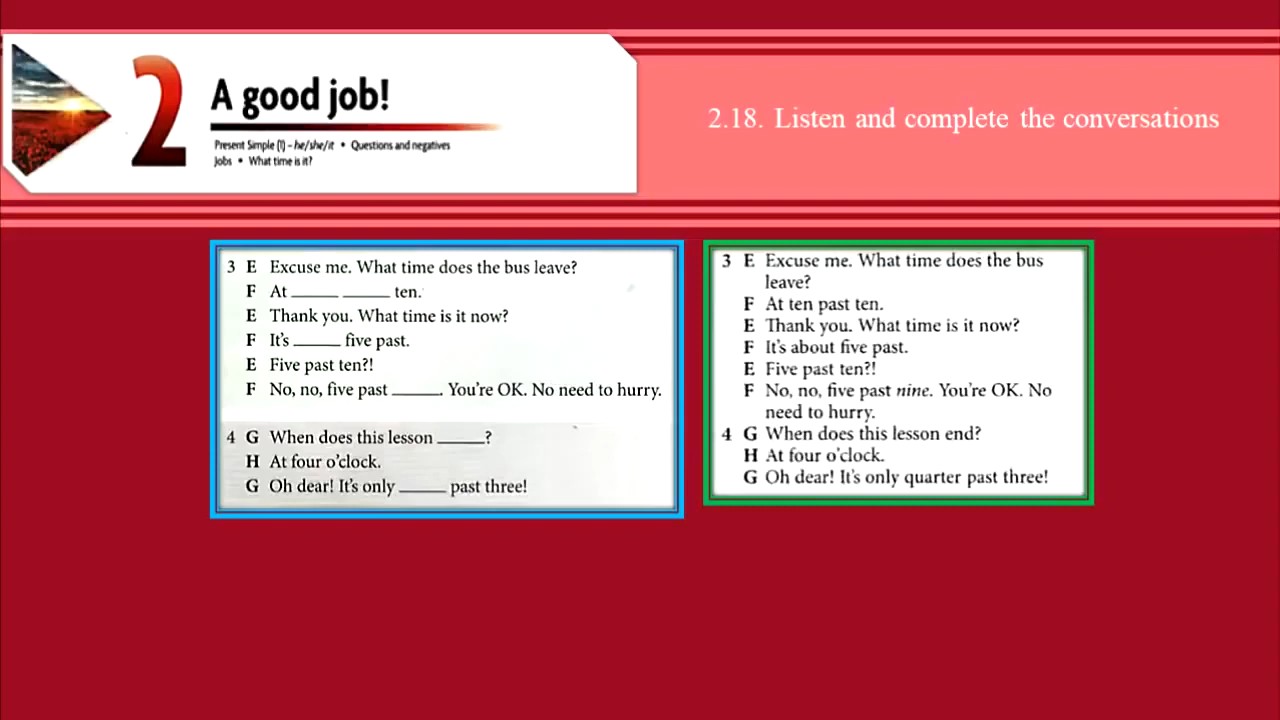 2
A good job!
Present Simple (1) – he/she/it • Questions and negatives
Jobs • What time is it?
2.18. Listen and complete the conversations
3 E Excuse me. What time does the bus leave?
F At _____ _____ ten.
E Thank you. What time is it now?
F It's _____ five past.
E Five past ten?!
F No, no, five past _____. You're OK. No need to hurry.
4 G When does this lesson _____?
H At four o'clock.
G Oh dear! It's only _____ past three!
3 E Excuse me. What time does the bus
leave?
F At ten past ten.
E Thank you. What time is it now?
F It's about five past.
E Five past ten?!
F No, no, five past nine. You're OK. No
need to hurry.
4 G When does this lesson end?
H At four o'clock.
G Oh dear! It's only quarter past three!